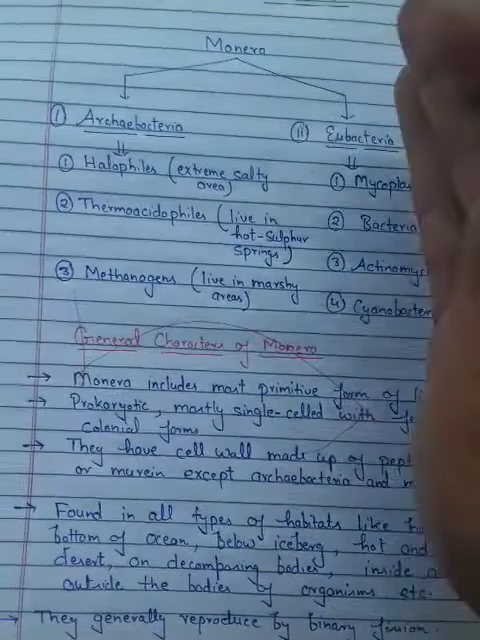 Monera
(i) Archaebacteria
(ii) Eubacteria
① Halophiles (extreme salty
area)
① 
② Thermoacidophiles (live in
hot-sulphur
springs)
② Bacteria
③ Methanogens (live in marshy
areas)
③
④
General Characters of Monera
→ Monera includes most primitive form of
→ Prokaryotic, mostly single-celled with
colonial forms
→ They have cell wall made up of
or murein except archaebacteria and
→ Found in all types of habitats like
bottom of ocean, below iceberg, hot and
desert, on decomposing bodies, inside
outside the bodies of organisms etc.
→ They generally reproduce by binary fission.